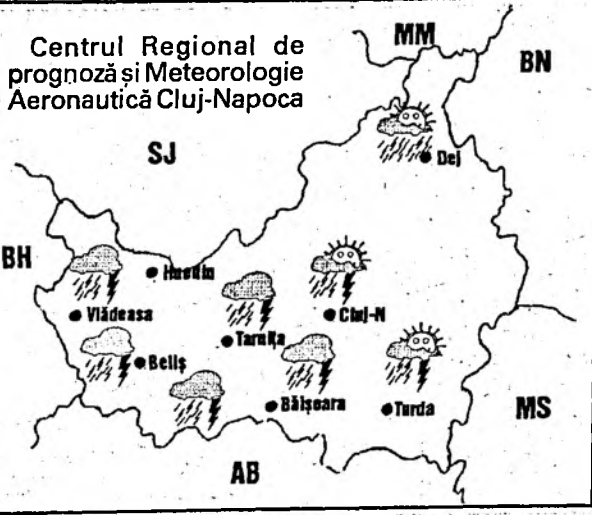 Centrul Regional de
prognoză și Meteorologie
Aeronautică Cluj-Napoca
MM
BN
SJ
Dej
BH
Huedin
Vlădeasa
Cluj-N
Tarnița
Beliș
Băișoara
Turda
MS
AB